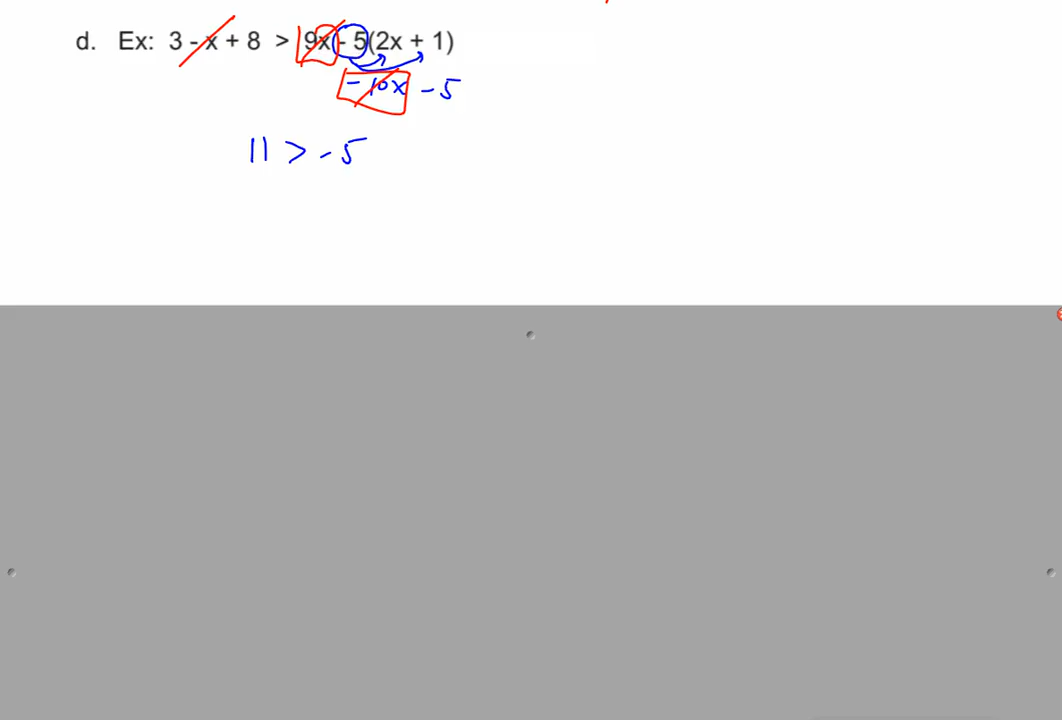 d. Ex: 3 - x + 8 > 9x - 5(2x + 1)
- 10x - 5
11 > - 5